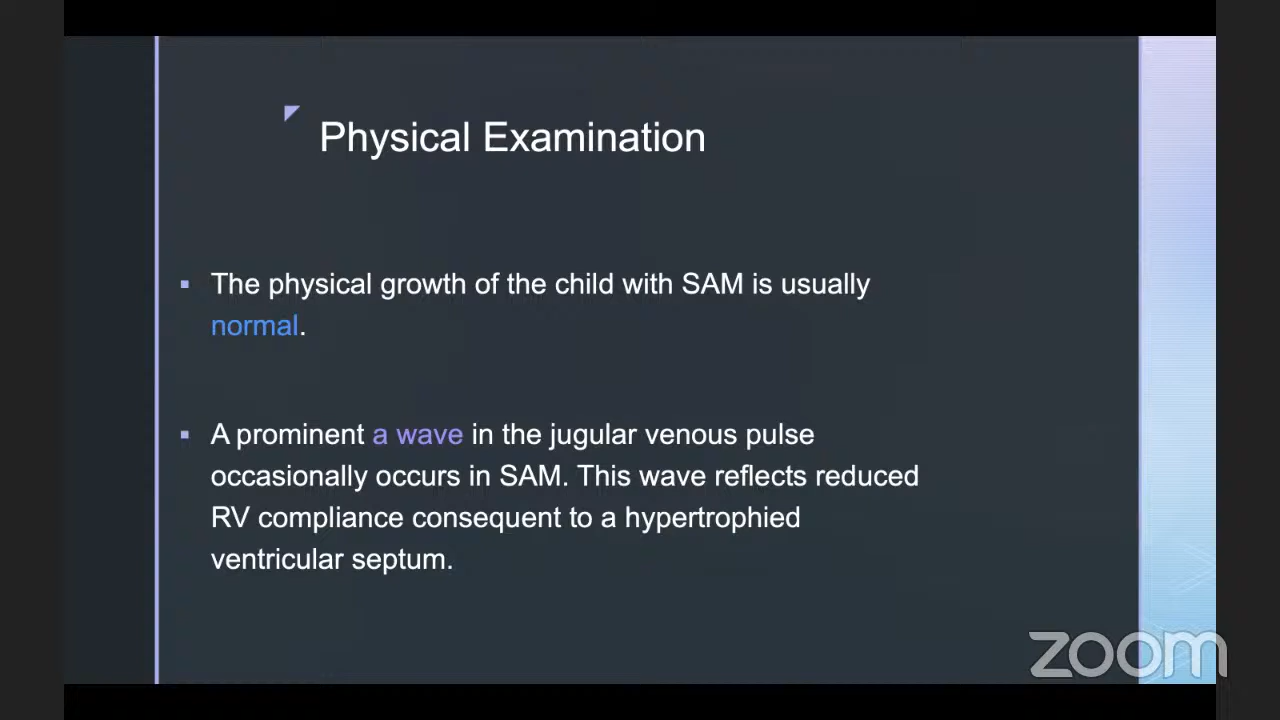 Physical Examination
The physical growth of the child with SAM is usually
normal.
A prominent a wave in the jugular venous pulse
occasionally occurs in SAM. This wave reflects reduced
RV compliance consequent to a hypertrophied
ventricular septum.
zoom